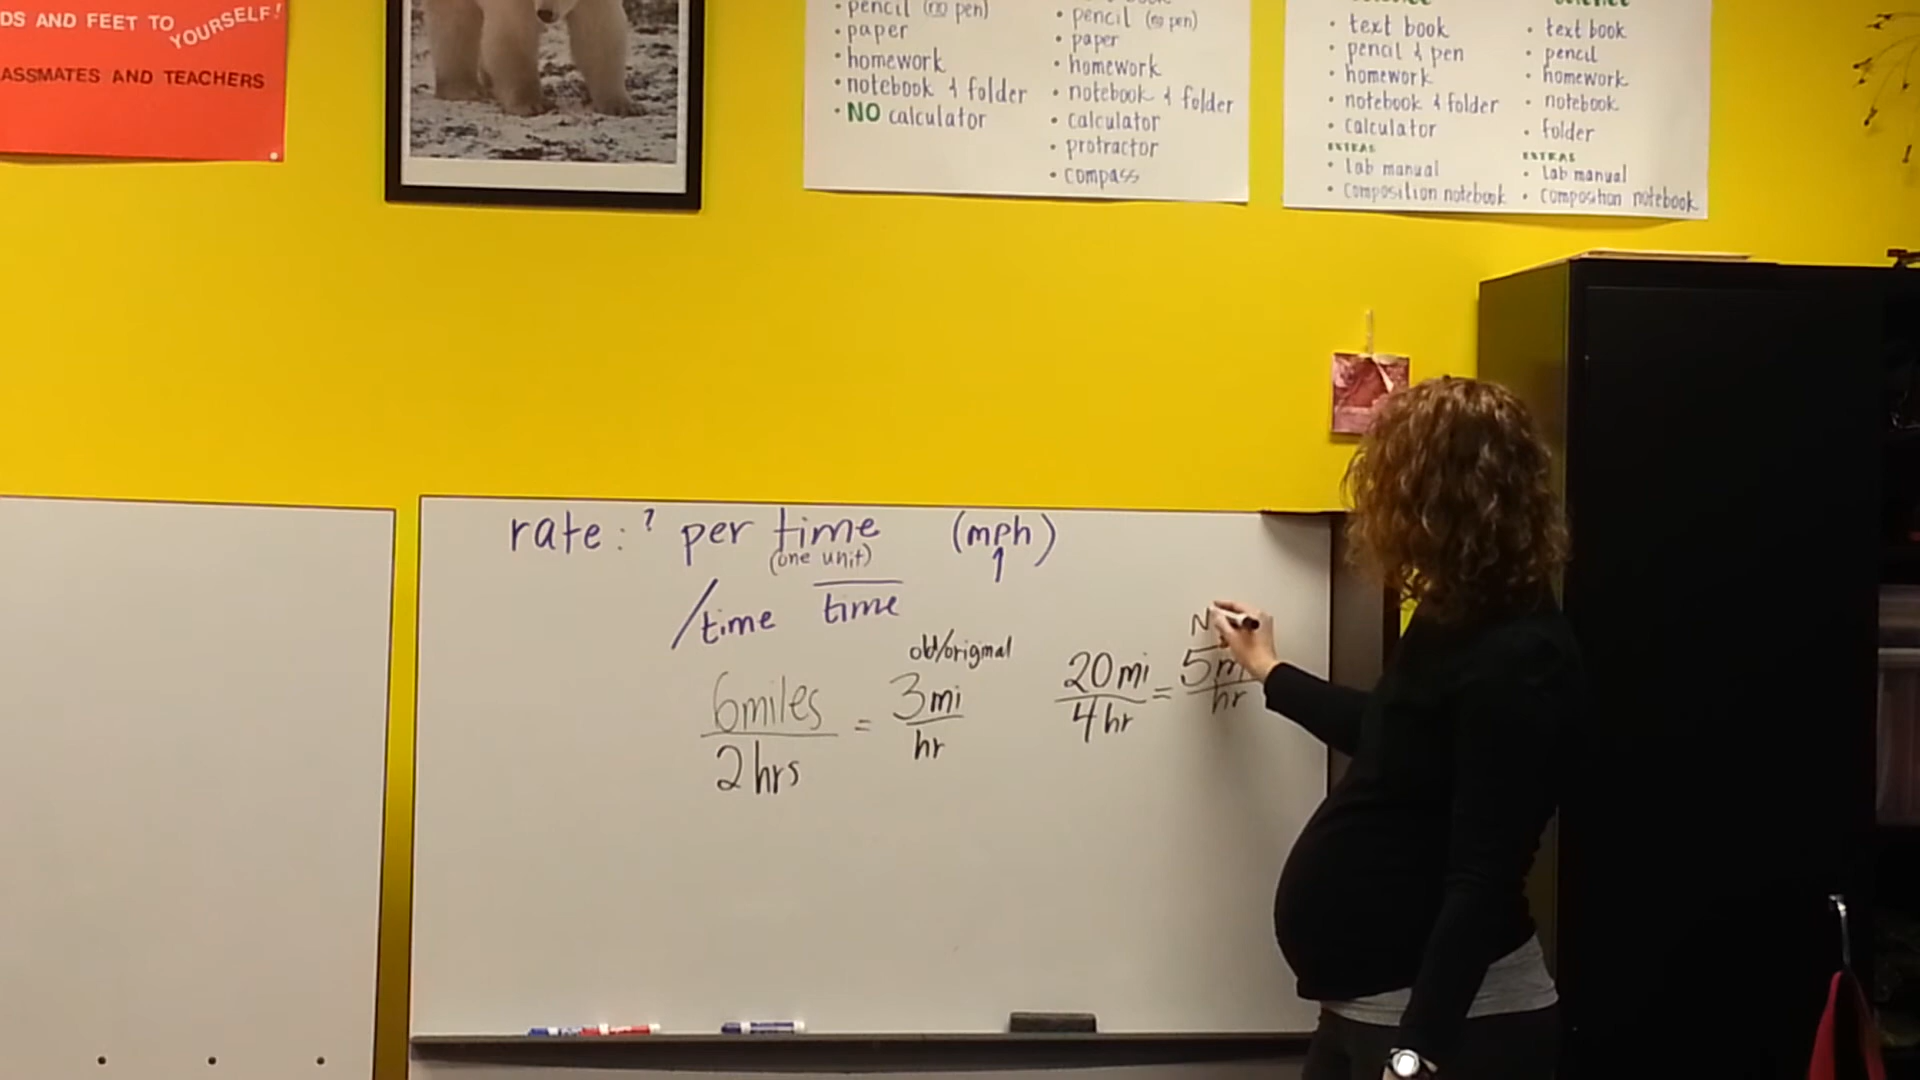 DS AND FEET TO YOURSELF!
ASSMATES AND TEACHERS
• pencil (no pen)
• paper
• homework
• notebook & folder
• NO calculator
• pencil (no pen)
• paper
• homework
• notebook & folder
• calculator
• protractor
• compass
• text book
• pencil & pen
• homework
• notebook & folder
• calculator
EXTRAS
• lab manual
• composition notebook
• text book
• pencil
• homework
• notebook
• folder
EXTRAS
• lab manual
• composition notebook
rate: ? per time (mph)
(one unit)
/time time
old/original
6miles / 2hrs = 3mi / hr
N
20mi / 4hr = 5m / hr